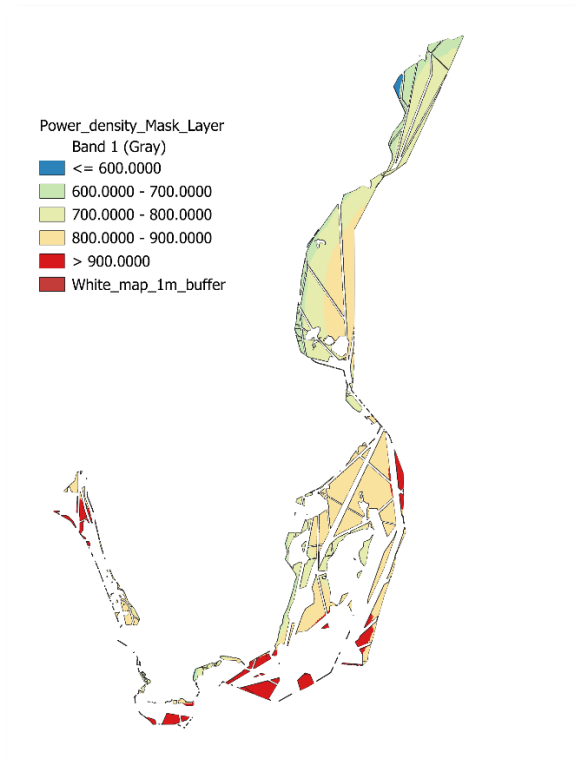 Power_density_Mask_Layer
Band 1 (Gray)
<= 600.0000
600.0000 - 700.0000
700.0000 - 800.0000
800.0000 - 900.0000
> 900.0000
White_map_1m_buffer